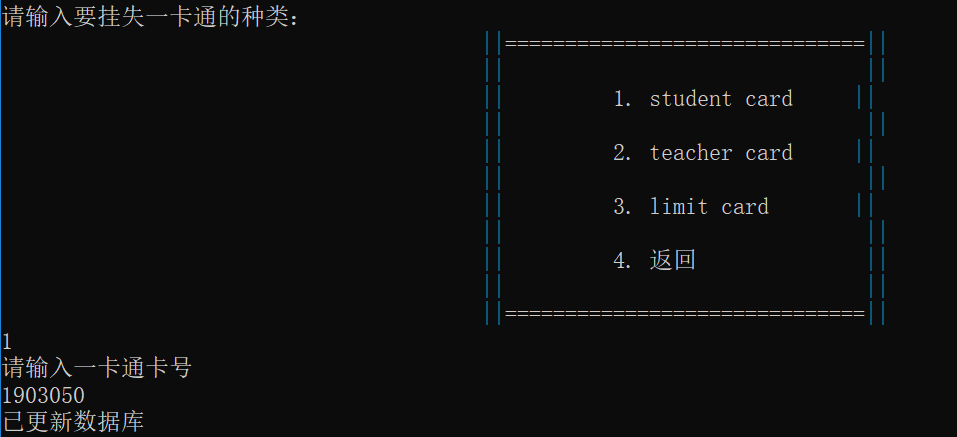 请输入要挂失一卡通的种类：
||==============================||
|| ||
|| 1. student card ||
|| ||
|| 2. teacher card ||
|| ||
|| 3. limit card ||
|| ||
|| 4. 返回 ||
|| ||
||==============================||
1
请输入一卡通卡号
1903050
已更新数据库